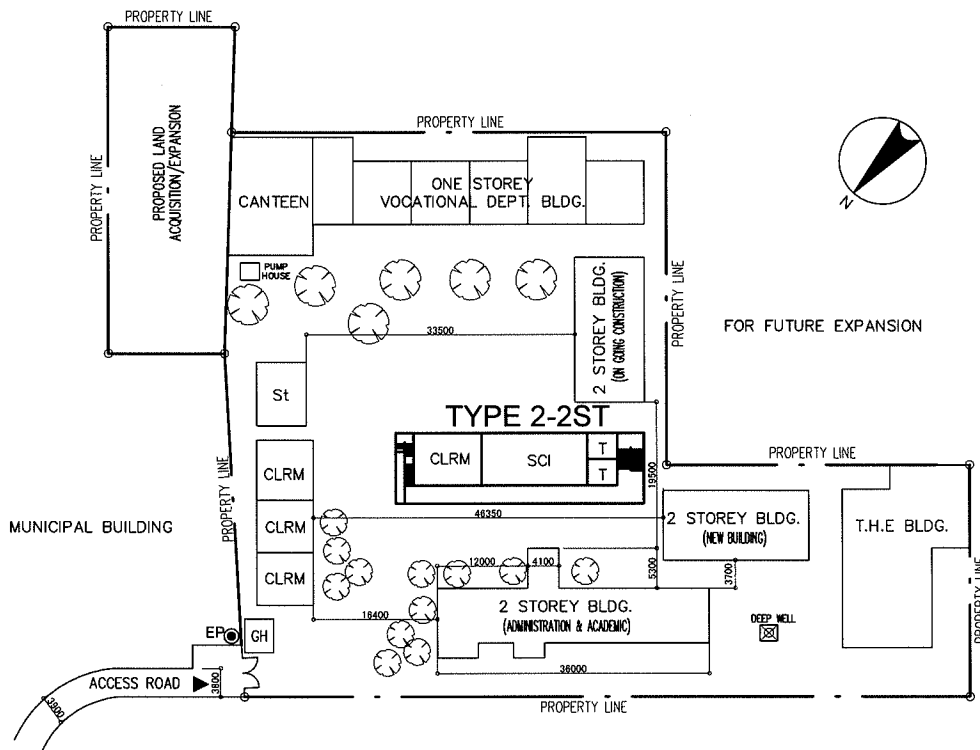 PROPERTY LINE
PROPERTY LINE
PROPOSED LAND
ACQUISITION/EXPANSION
PROPERTY LINE
CANTEEN
ONE STOREY
VOCATIONAL DEPT. BLDG.
N
PUMP
HOUSE
PROPERTY LINE
2 STOREY BLDG.
(ON GOING CONSTRUCTION)
FOR FUTURE EXPANSION
33500
St
TYPE 2-2ST
CLRM
SCI
T
T
19500
PROPERTY LINE
CLRM
PROPERTY LINE
46350
MUNICIPAL BUILDING
CLRM
2 STOREY BLDG.
(NEW BUILDING)
T.H.E BLDG.
CLRM
12000
4100
5300
3700
PROPERTY LINE
16400
2 STOREY BLDG.
(ADMINISTRATION & ACADEMIC)
DEEP WELL
EP
GH
36000
ACCESS ROAD
3800
3800
PROPERTY LINE